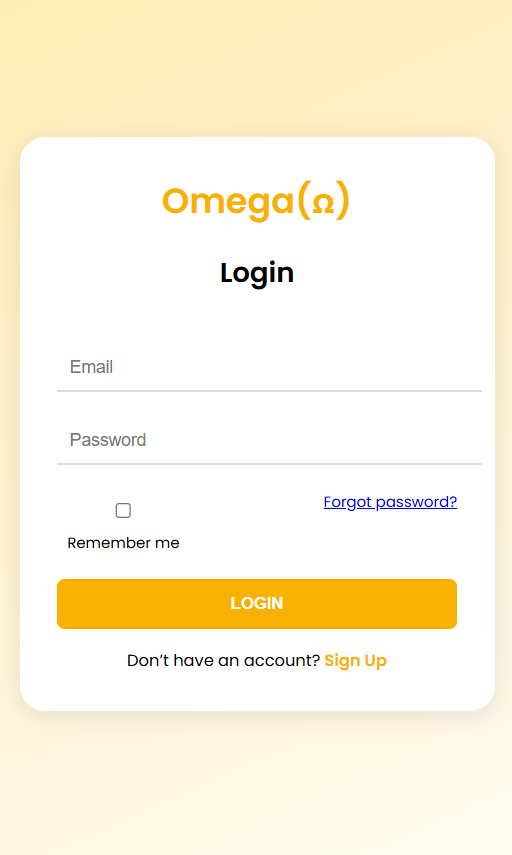 Omega(Ω)
Login
Email
Password
Forgot password?
Remember me
LOGIN
Don’t have an account? Sign Up